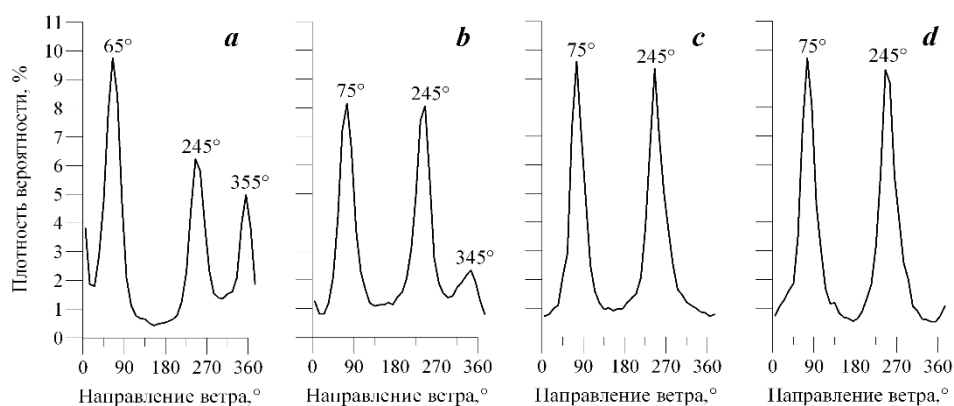 Плотность вероятности, %
11
10
9
8
7
6
5
4
3
2
1
0
a
65°
245°
355°
0 90 180 270 360
Направление ветра,°
b
75°
245°
345°
0 90 180 270 360
Направление ветра,°
c
75°
245°
0 90 180 270 360
Направление ветра,°
d
75°
245°
0 90 180 270 360
Направление ветра,°